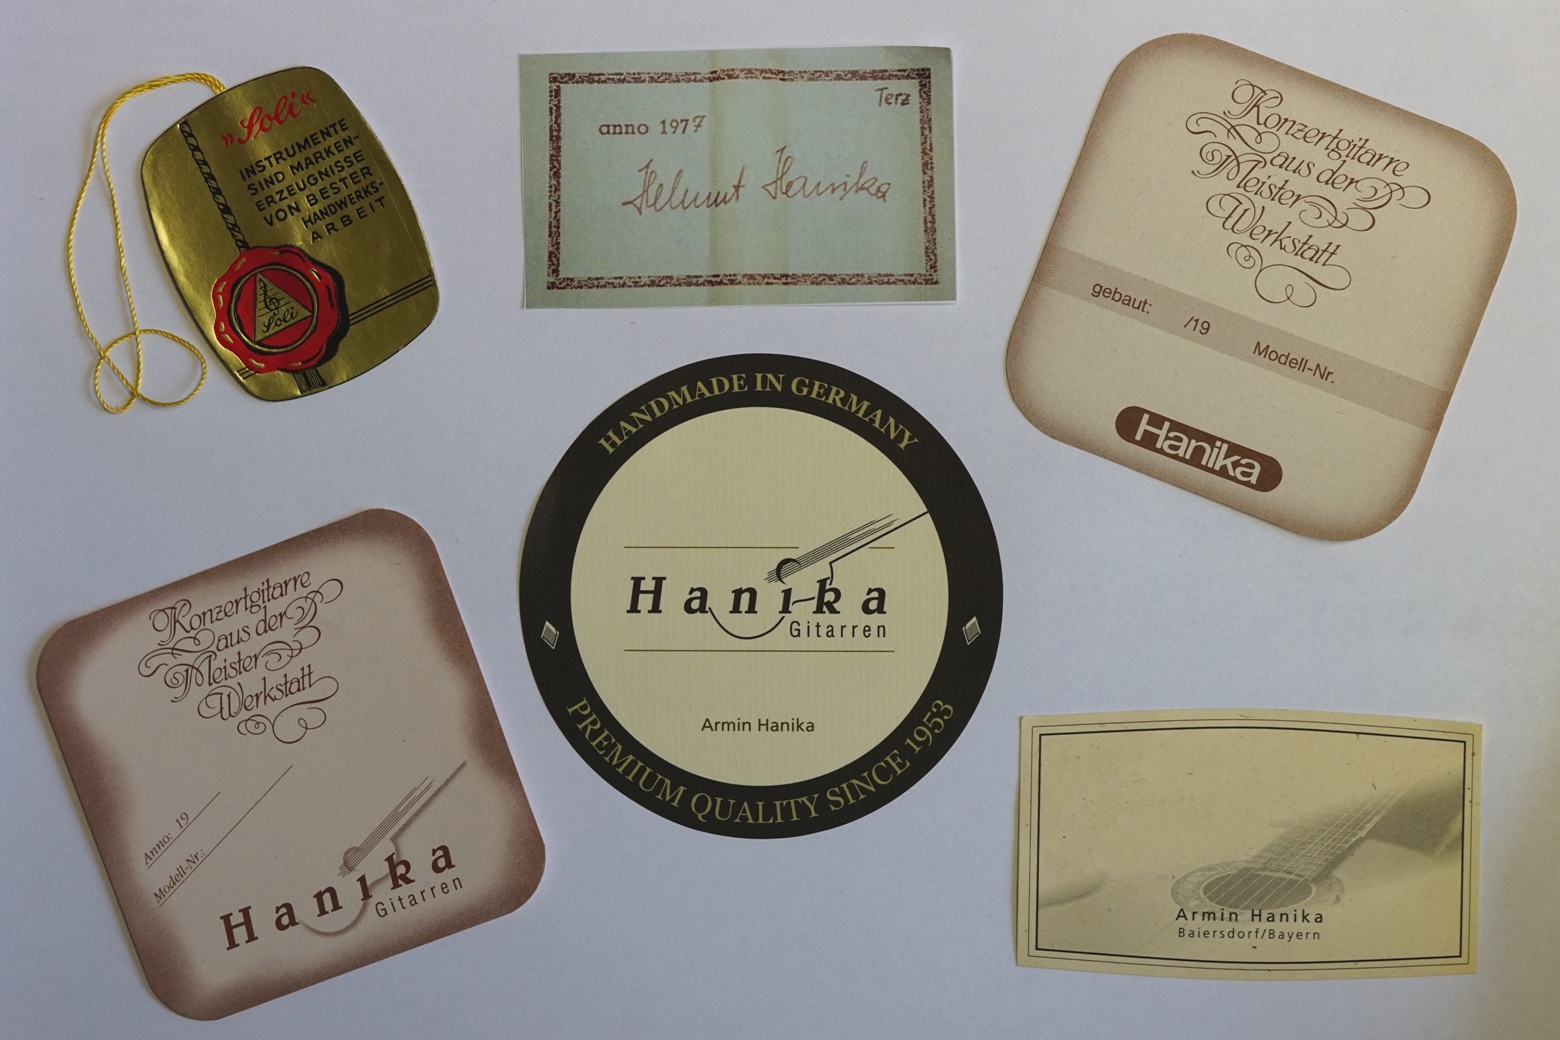 »Soli«
INSTRUMENTE
SIND MARKEN-
ERZEUGNISSE
VON BESTER
HANDWERKS-
ARBEIT
Soli
Terz
anno 1977
Helmut Hanika
Konzertgitarre
aus der
Meister
Werkstatt
gebaut: /19 Modell-Nr.
Hanika
HANDMADE IN GERMANY
Hanika
Gitarren
Armin Hanika
PREMIUM QUALITY SINCE 1953
Konzertgitarre
aus der
Meister
Werkstatt
Anno: 19
Modell-Nr.:
Hanika
Gitarren
Armin Hanika
Baiersdorf/Bayern